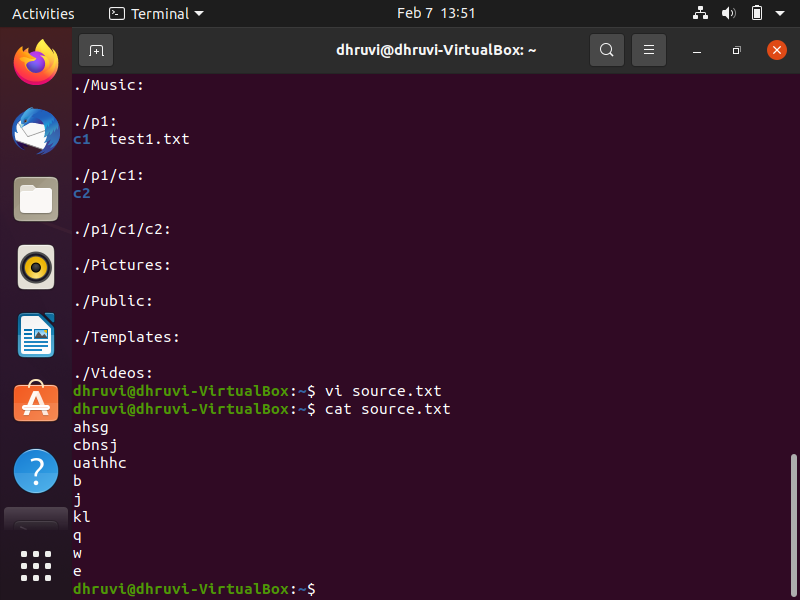 Activities Terminal Feb 7 13:51
dhruvi@dhruvi-VirtualBox: ~
./Music:
./p1:
c1 test1.txt
./p1/c1:
c2
./p1/c1/c2:
./Pictures:
./Public:
./Templates:
./Videos:
dhruvi@dhruvi-VirtualBox:~$ vi source.txt
dhruvi@dhruvi-VirtualBox:~$ cat source.txt
ahsg
cbnsj
uaihhc
b
j
kl
q
w
e
dhruvi@dhruvi-VirtualBox:~$